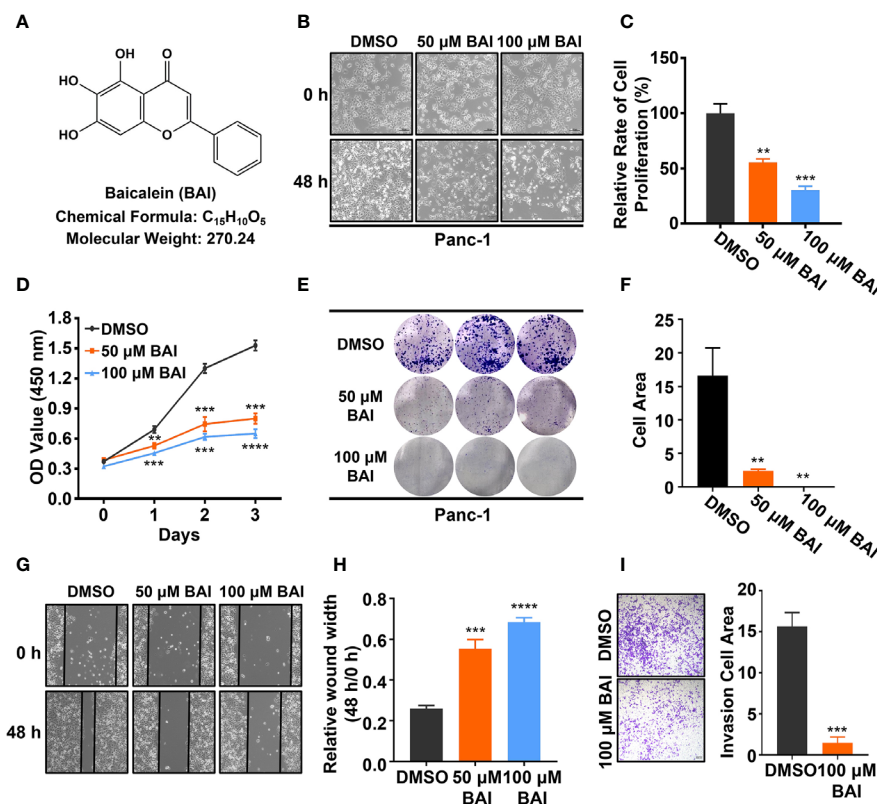 A
OH
O
HO
HO
O
Baicalein (BAI)
Chemical Formula: C₁₅H₁₀O₅
Molecular Weight: 270.24
B
DMSO 50 μM BAI 100 μM BAI
0 h
48 h
Panc-1
C
Relative Rate of Cell
Proliferation (%)
150
100
50
0
**
***
DMSO
50 μM BAI
100 μM BAI
D
OD Value (450 nm)
1.8
1.5
1.2
0.9
0.6
0.3
0.0
DMSO
50 μM BAI
100 μM BAI
** *** ***
*** *** ****
0 1 2 3
Days
E
DMSO
50 μM
BAI
100 μM
BAI
Panc-1
F
Cell Area
25
20
15
10
5
0
**
**
DMSO
50 μM BAI
100 μM BAI
G
DMSO 50 μM BAI 100 μM BAI
0 h
48 h
H
Relative wound width
(48 h/0 h)
0.8
0.6
0.4
0.2
0.0
***
****
DMSO 50 μM 100 μM
BAI BAI
I
DMSO
100 μM BAI
Invasion Cell Area
20
15
10
5
0
***
DMSO 100 μM
BAI